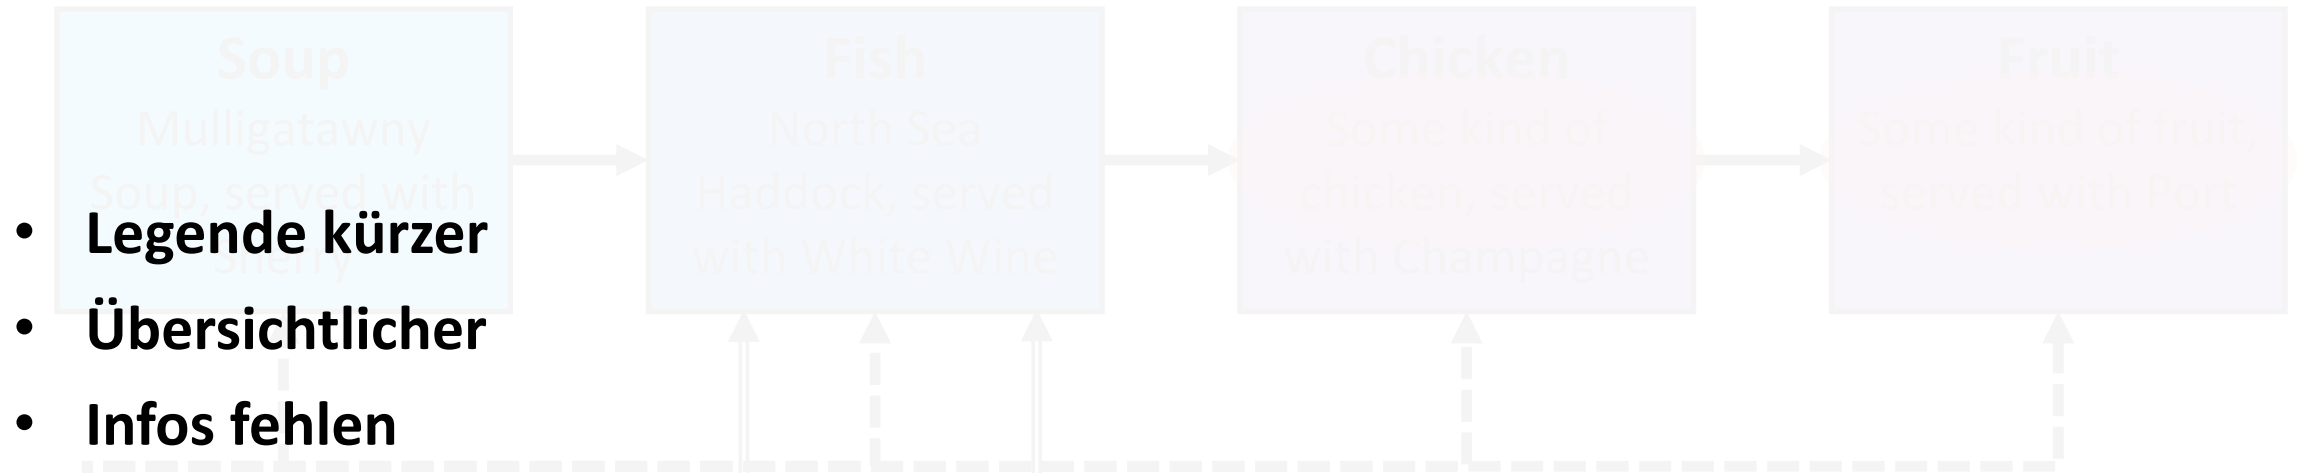 Soup
Mulligatawny
Soup, served with
Sherry
Fish
North Sea
Haddock, served
with White Wine
Chicken
Some kind of
chicken, served
with Champagne
Fruit
Some kind of fruit,
served with Port
• Legende kürzer
• Übersichtlicher
• Infos fehlen